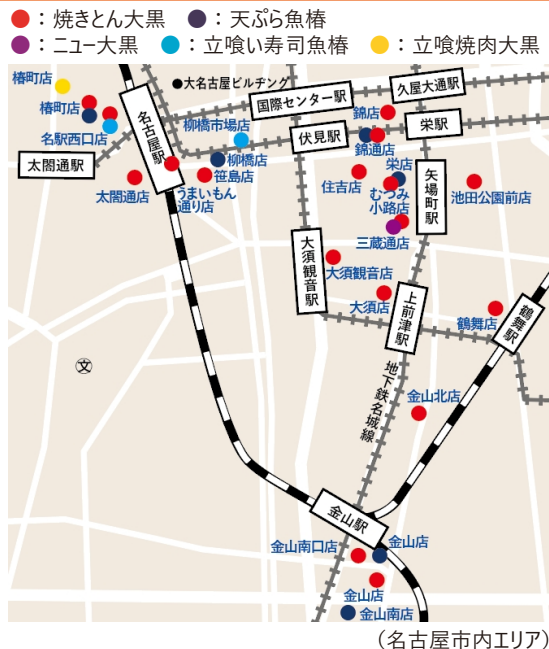 ●：焼きとん大黒 ●：天ぷら魚椿
●：ニュー大黒 ●：立喰い寿司魚椿 ●：立喰焼肉大黒
椿町店
●大名古屋ビルヂング
久屋大通駅
国際センター駅
椿町店
名古屋駅
錦店
栄駅
名駅西口店
柳橋市場店
伏見駅
錦通店
太閤通駅
柳橋店
栄店
笹島店
矢場町駅
太閤通店
うまいもん
通り店
住吉店
むつみ
小路店
池田公園前店
三蔵通店
大須観音駅
大須観音店
大須店
上前津駅
鶴舞店
鶴舞駅
文
地下鉄名城線
金山北店
金山駅
金山南口店
金山店
金山店
金山南店
（名古屋市内エリア）